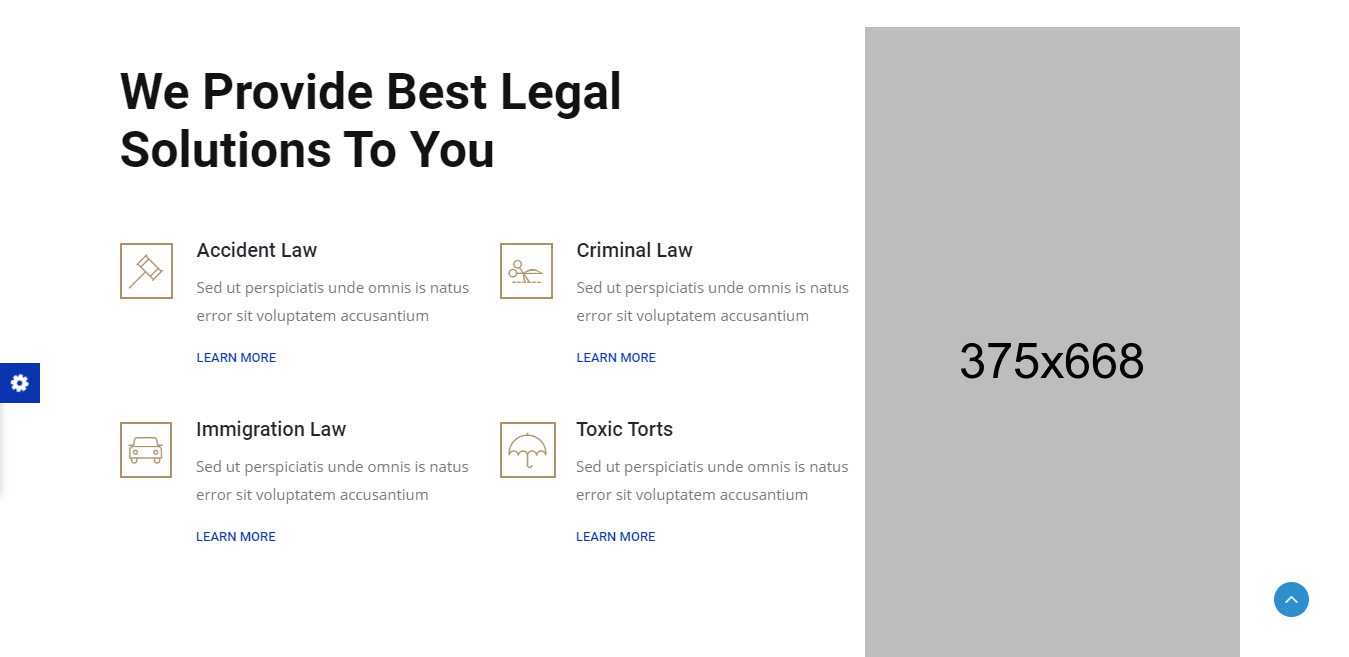 We Provide Best Legal
Solutions To You
Accident Law
Sed ut perspiciatis unde omnis is natus
error sit voluptatem accusantium
LEARN MORE
Criminal Law
Sed ut perspiciatis unde omnis is natus
error sit voluptatem accusantium
LEARN MORE
Immigration Law
Sed ut perspiciatis unde omnis is natus
error sit voluptatem accusantium
LEARN MORE
Toxic Torts
Sed ut perspiciatis unde omnis is natus
error sit voluptatem accusantium
LEARN MORE
375x668